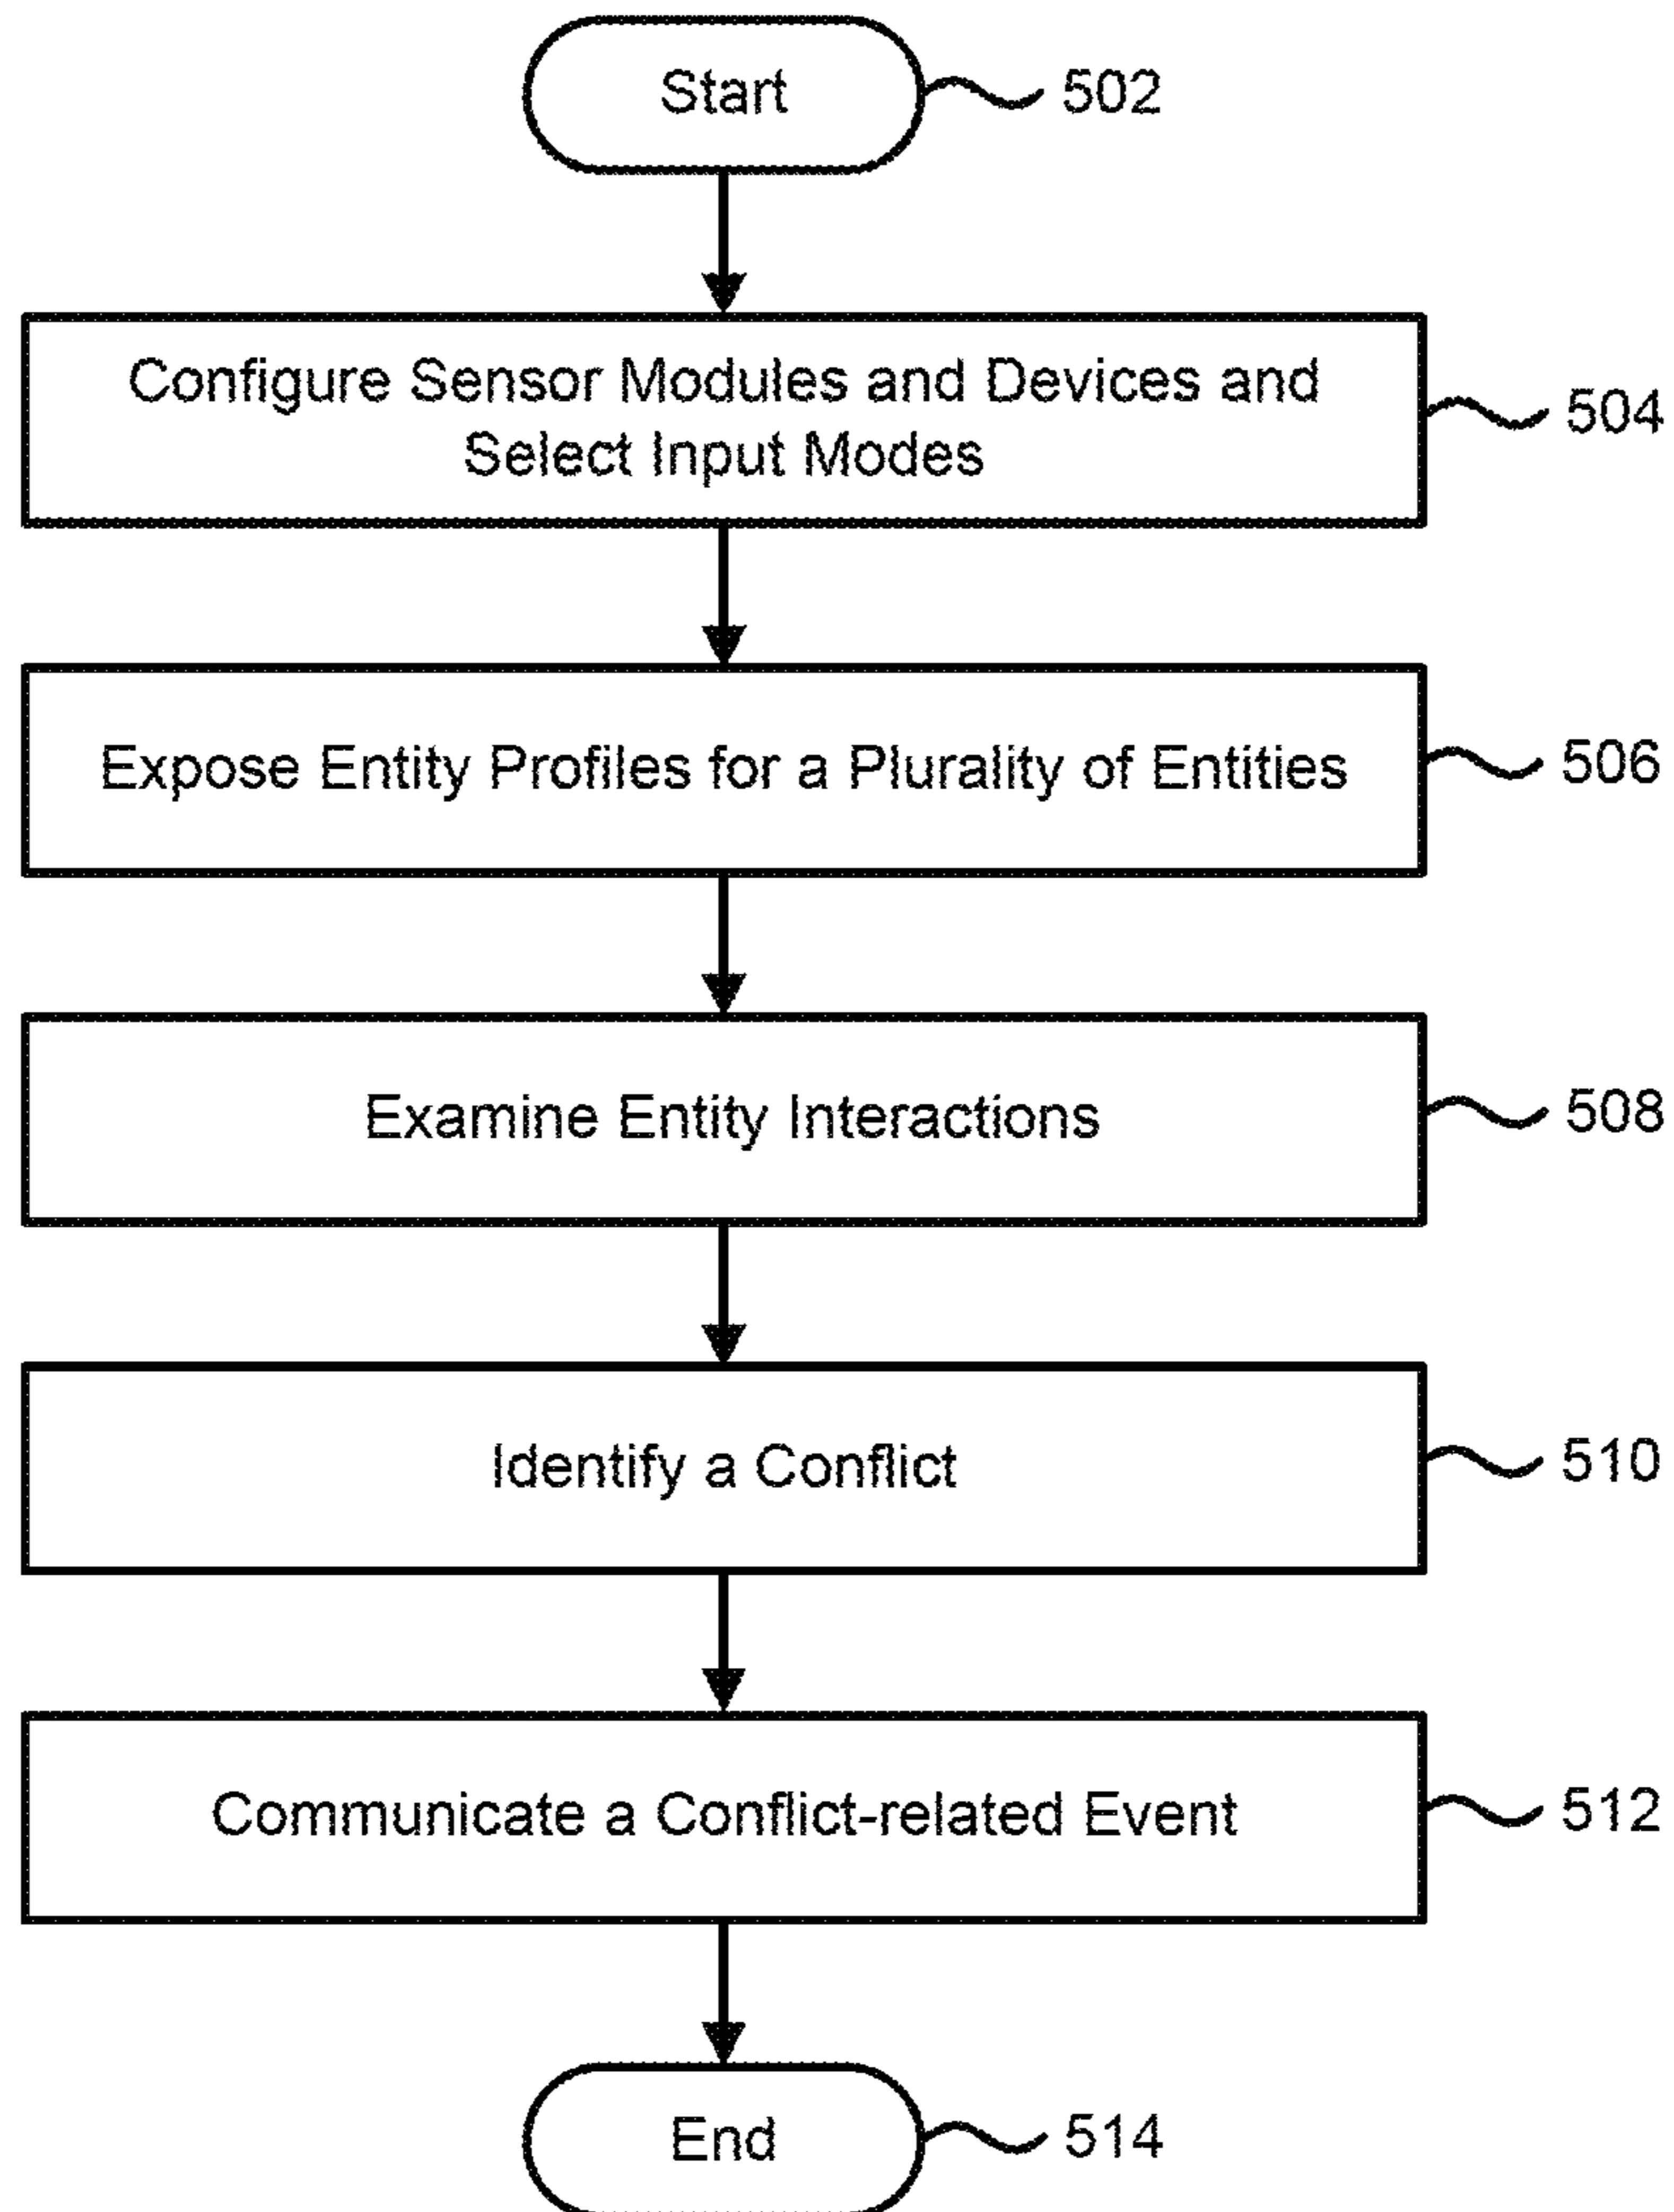 Start
502
Configure Sensor Modules and Devices and
Select Input Modes
504
Expose Entity Profiles for a Plurality of Entities
506
Examine Entity Interactions
508
Identify a Conflict
510
Communicate a Conflict-related Event
512
End
514